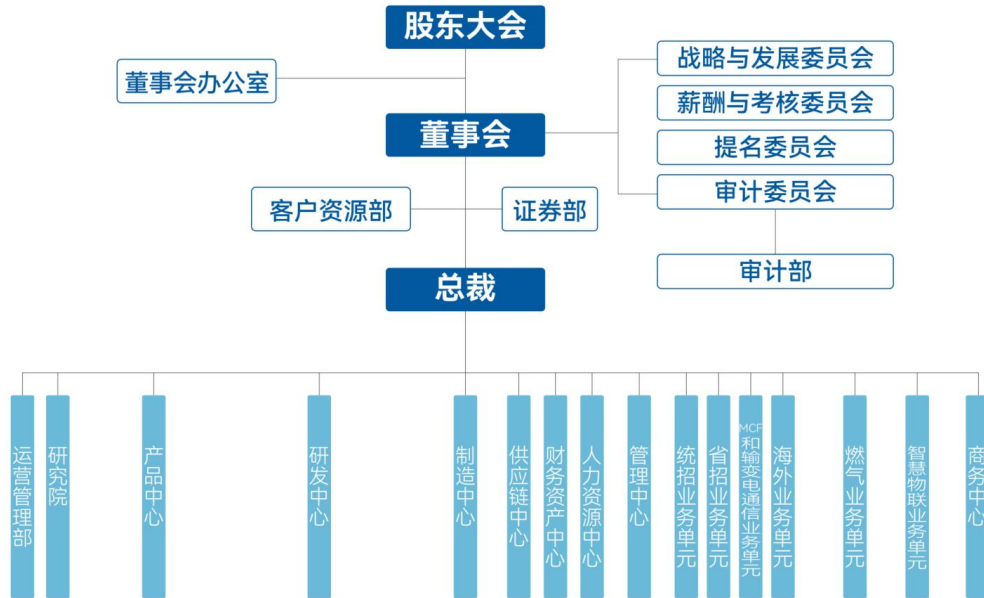 股东大会
董事会办公室
战略与发展委员会
薪酬与考核委员会
董事会
提名委员会
审计委员会
客户资源部
证券部
审计部
总裁
运营管理部
研究院
产品中心
研发中心
制造中心
供应链中心
财务资产中心
人力资源中心
管理中心
统招业务单元
省招业务单元
MCF和输变电通信业务单元
海外业务单元
燃气业务单元
智慧物联业务单元
商务中心